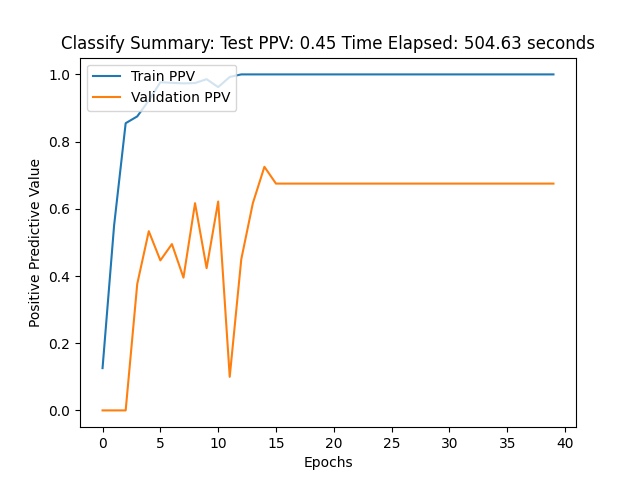 Classify Summary: Test PPV: 0.45 Time Elapsed: 504.63 seconds
Train PPV
Validation PPV
Positive Predictive Value
1.0
0.8
0.6
0.4
0.2
0.0
0 5 10 15 20 25 30 35 40
Epochs